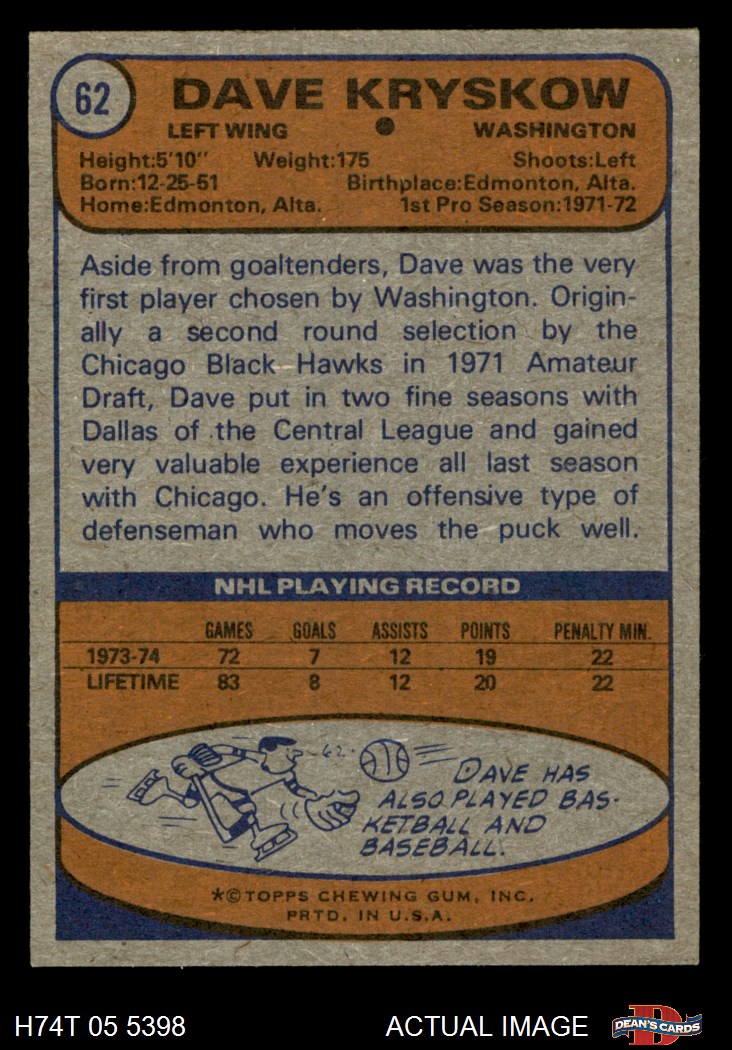 62
DAVE KRYSKOW
LEFT WING ● WASHINGTON
Height:5'10" Weight:175 Shoots:Left
Born:12-25-51 Birthplace:Edmonton, Alta.
Home:Edmonton, Alta. 1st Pro Season:1971-72
Aside from goaltenders, Dave was the very
first player chosen by Washington. Origin-
ally a second round selection by the
Chicago Black Hawks in 1971 Amateur
Draft, Dave put in two fine seasons with
Dallas of the Central League and gained
very valuable experience all last season
with Chicago. He's an offensive type of
defenseman who moves the puck well.
NHL PLAYING RECORD
GAMES GOALS ASSISTS POINTS PENALTY MIN.
1973-74 72 7 12 19 22
LIFETIME 83 8 12 20 22
-62-
DAVE HAS
ALSO PLAYED BAS-
KETBALL AND
BASEBALL.
*©TOPPS CHEWING GUM, INC.
PRTD. IN U.S.A.
H74T 05 5398 ACTUAL IMAGE
D
DEAN'S CARDS